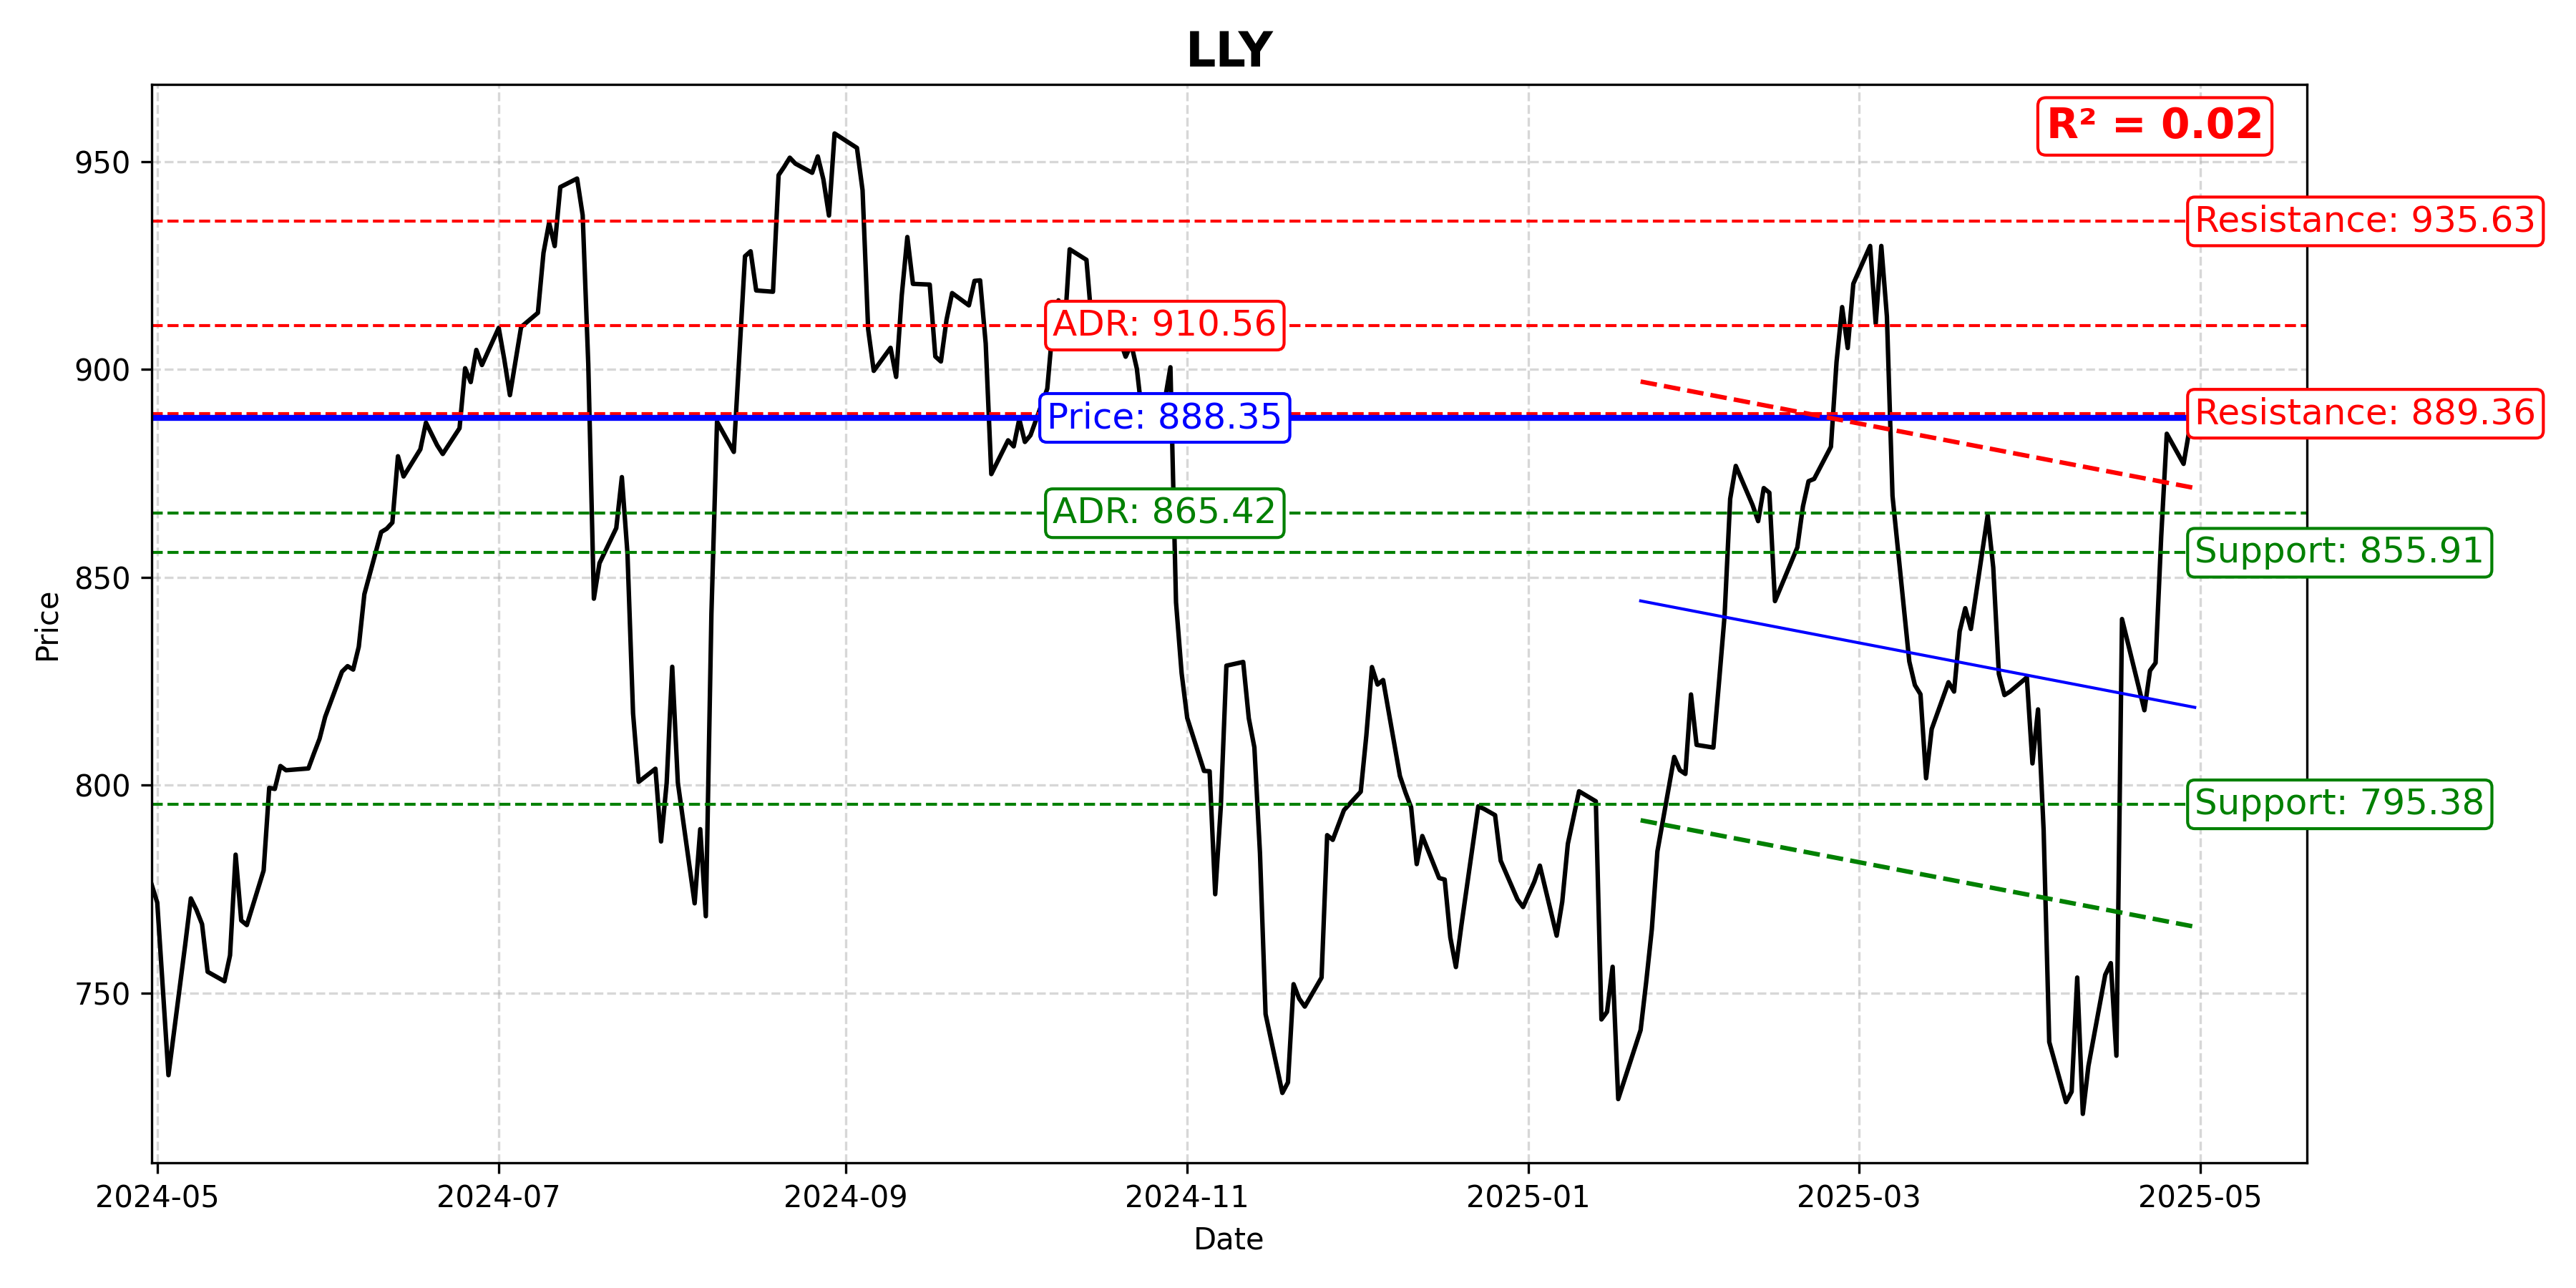 LLY
R² = 0.02
950
Resistance: 935.63
ADR: 910.56
900
Resistance: 889.36
Price: 888.35
ADR: 865.42
Support: 855.91
850
Price
800
Support: 795.38
750
2024-05 2024-07 2024-09 2024-11 2025-01 2025-03 2025-05
Date